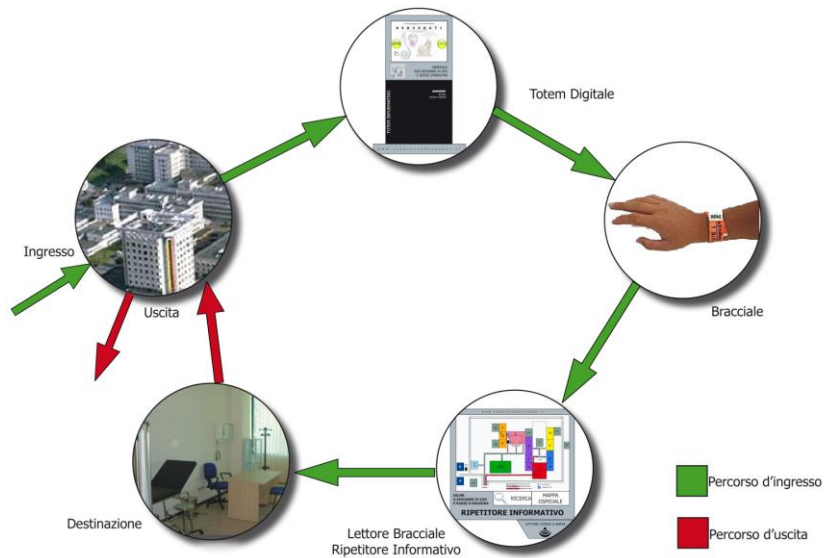 TOTEM INFORMATIVO
Totem Digitale
Ingresso
Uscita
Bracciale
RICERCA
MAPPA
OSPEDALE
RIPETITORE INFORMATIVO
Destinazione
Lettore Bracciale
Ripetitore Informativo
Percorso d'ingresso
Percorso d'uscita